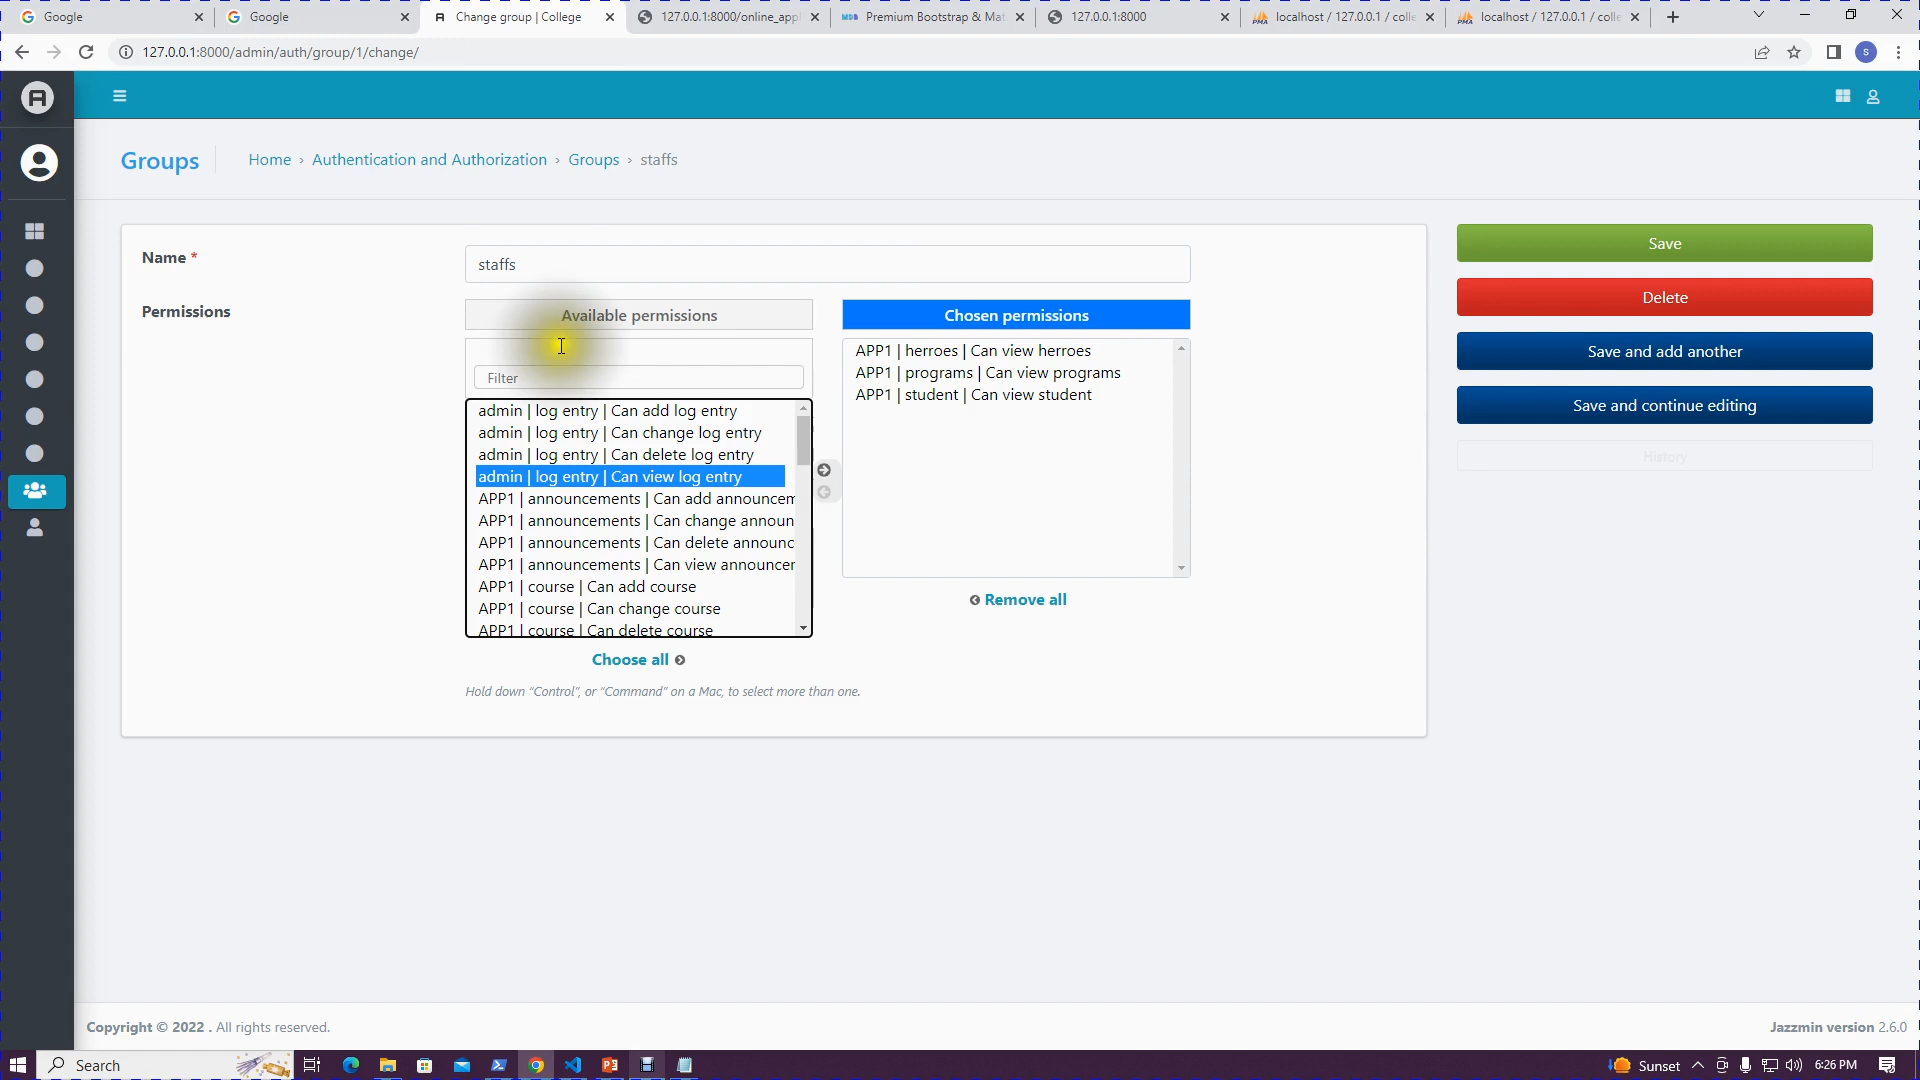 Google
Google
Change group | College
127.0.0.1:8000/online_appl
Premium Bootstrap & Mat
127.0.0.1:8000
localhost / 127.0.0.1 / colle
localhost / 127.0.0.1 / colle
127.0.0.1:8000/admin/auth/group/1/change/
S
Groups
Home › Authentication and Authorization › Groups › staffs
Name *
staffs
Permissions
Available permissions
Filter
admin | log entry | Can add log entry
admin | log entry | Can change log entry
admin | log entry | Can delete log entry
admin | log entry | Can view log entry
APP1 | announcements | Can add announcem
APP1 | announcements | Can change announ
APP1 | announcements | Can delete announc
APP1 | announcements | Can view announcer
APP1 | course | Can add course
APP1 | course | Can change course
APP1 | course | Can delete course
Choose all
Hold down “Control”, or “Command” on a Mac, to select more than one.
Chosen permissions
APP1 | herroes | Can view herroes
APP1 | programs | Can view programs
APP1 | student | Can view student
Remove all
Save
Delete
Save and add another
Save and continue editing
History
Copyright © 2022 . All rights reserved.
Jazzmin version 2.6.0
Search
Sunset
6:26 PM